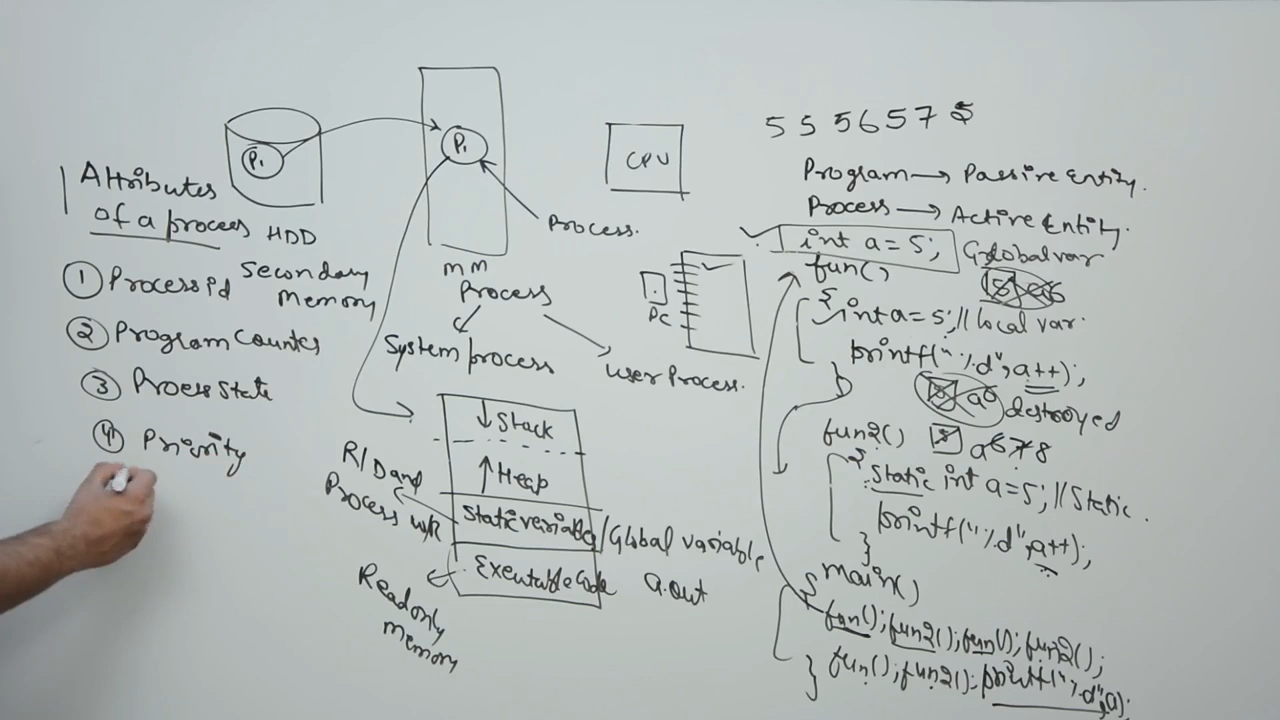 5 5 5 6 5 7 5
Program → Passive Entity.
Process → Active Entity.
P1
P1
CPU
Attributes
of a process
HDD
Secondary
memory
Process.
MM
Process
System process
User Process.
PC
① Process id
② Program Counter
③ Process State
④ Priority
↓ Stack
↑ Heap
Static variable / Global variable
Executable Code a.out
R/D and
Process w/R
Read only
memory
int a = 5; Global var
fun()
{ int a = 5; // local var.
printf("%d", a++);
}
destroyed
fun2()
5 a 6 7 8
{ Static int a = 5; // Static.
printf("%d", a++);
}
main()
{ fun(); fun2(); fun(); fun2();
fun(); fun2(); printf("%d", a);
}